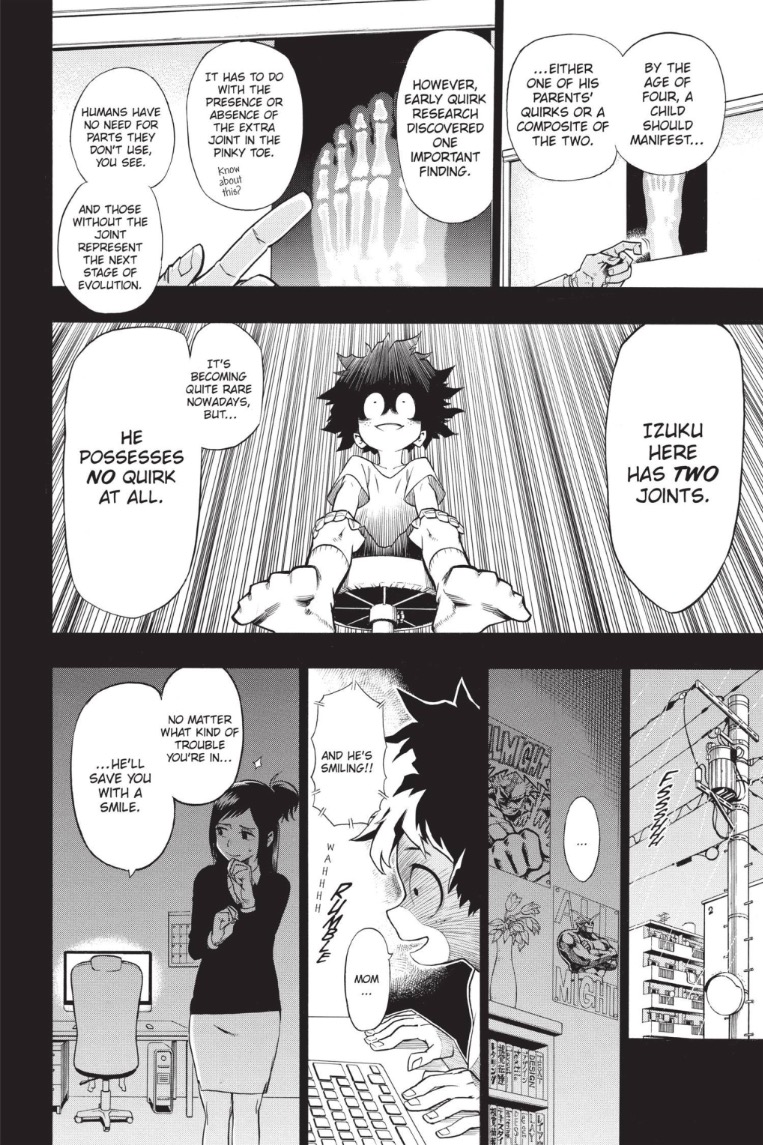 BY THE
AGE OF
FOUR, A
CHILD
SHOULD
MANIFEST...
...EITHER
ONE OF HIS
PARENTS'
QUIRKS OR A
COMPOSITE OF
THE TWO.
HOWEVER,
EARLY QUIRK
RESEARCH
DISCOVERED
ONE
IMPORTANT
FINDING.
IT HAS TO DO
WITH THE
PRESENCE OR
ABSENCE OF
THE EXTRA
JOINT IN THE
PINKY TOE.
Know
about
this?
HUMANS HAVE
NO NEED FOR
PARTS THEY
DON'T USE,
YOU SEE.
AND THOSE
WITHOUT THE
JOINT
REPRESENT
THE NEXT
STAGE OF
EVOLUTION.
IZUKU
HERE
HAS TWO
JOINTS.
IT'S
BECOMING
QUITE RARE
NOWADAYS,
BUT...
HE
POSSESSES
NO QUIRK
AT ALL.
FSSSHHH
2
ALLMIGHT
...
ALL
MIGHT
AND HE'S
SMILING!!
WAHHHH
RUMBLE
MOM
...
NO MATTER
WHAT KIND OF
TROUBLE
YOU'RE IN...
...HE'LL
SAVE YOU
WITH A
SMILE.